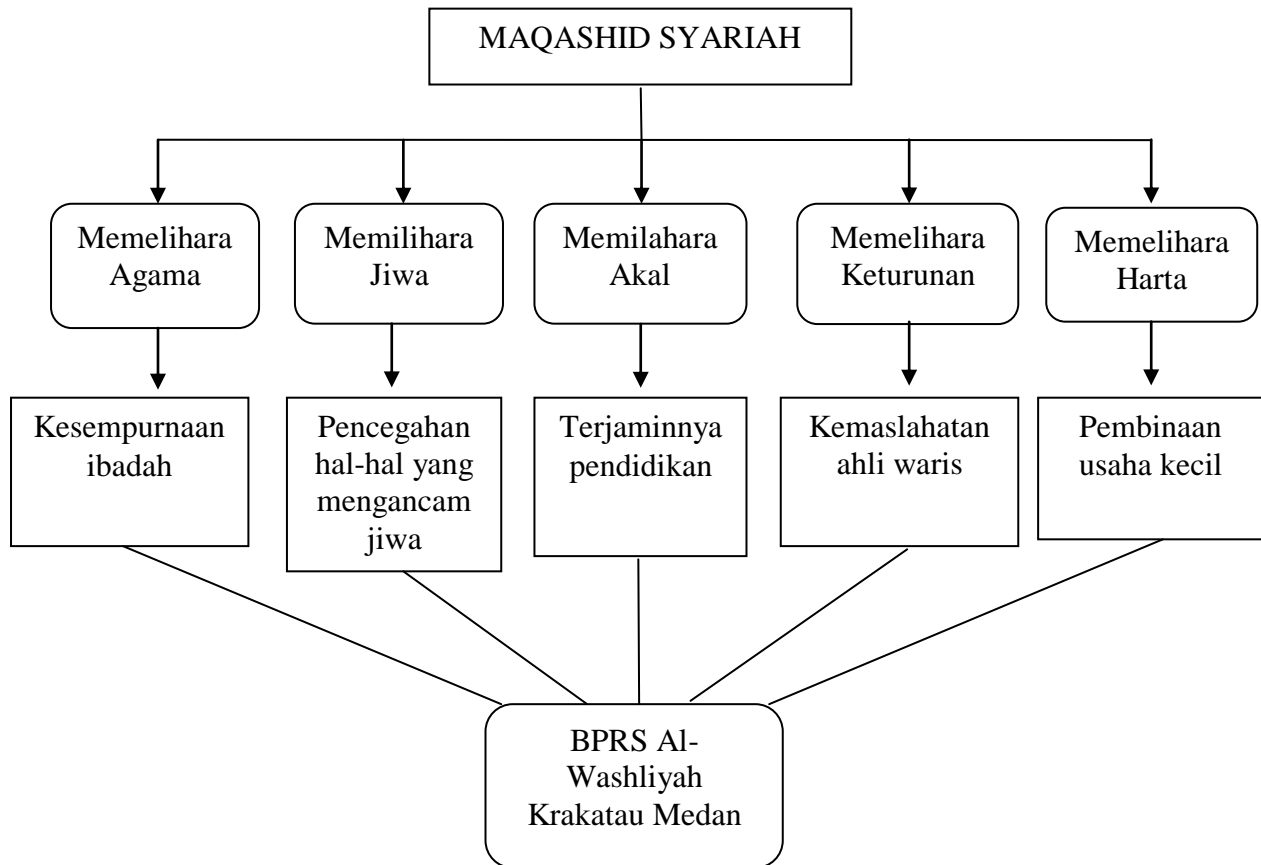 MAQASHID SYARIAH
Memelihara
Agama
Memilihara
Jiwa
Memilahara
Akal
Memelihara
Keturunan
Memelihara
Harta
Kesempurnaan
ibadah
Pencegahan
hal-hal yang
mengancam
jiwa
Terjaminnya
pendidikan
Kemaslahatan
ahli waris
Pembinaan
usaha kecil
BPRS Al-
Washliyah
Krakatau Medan